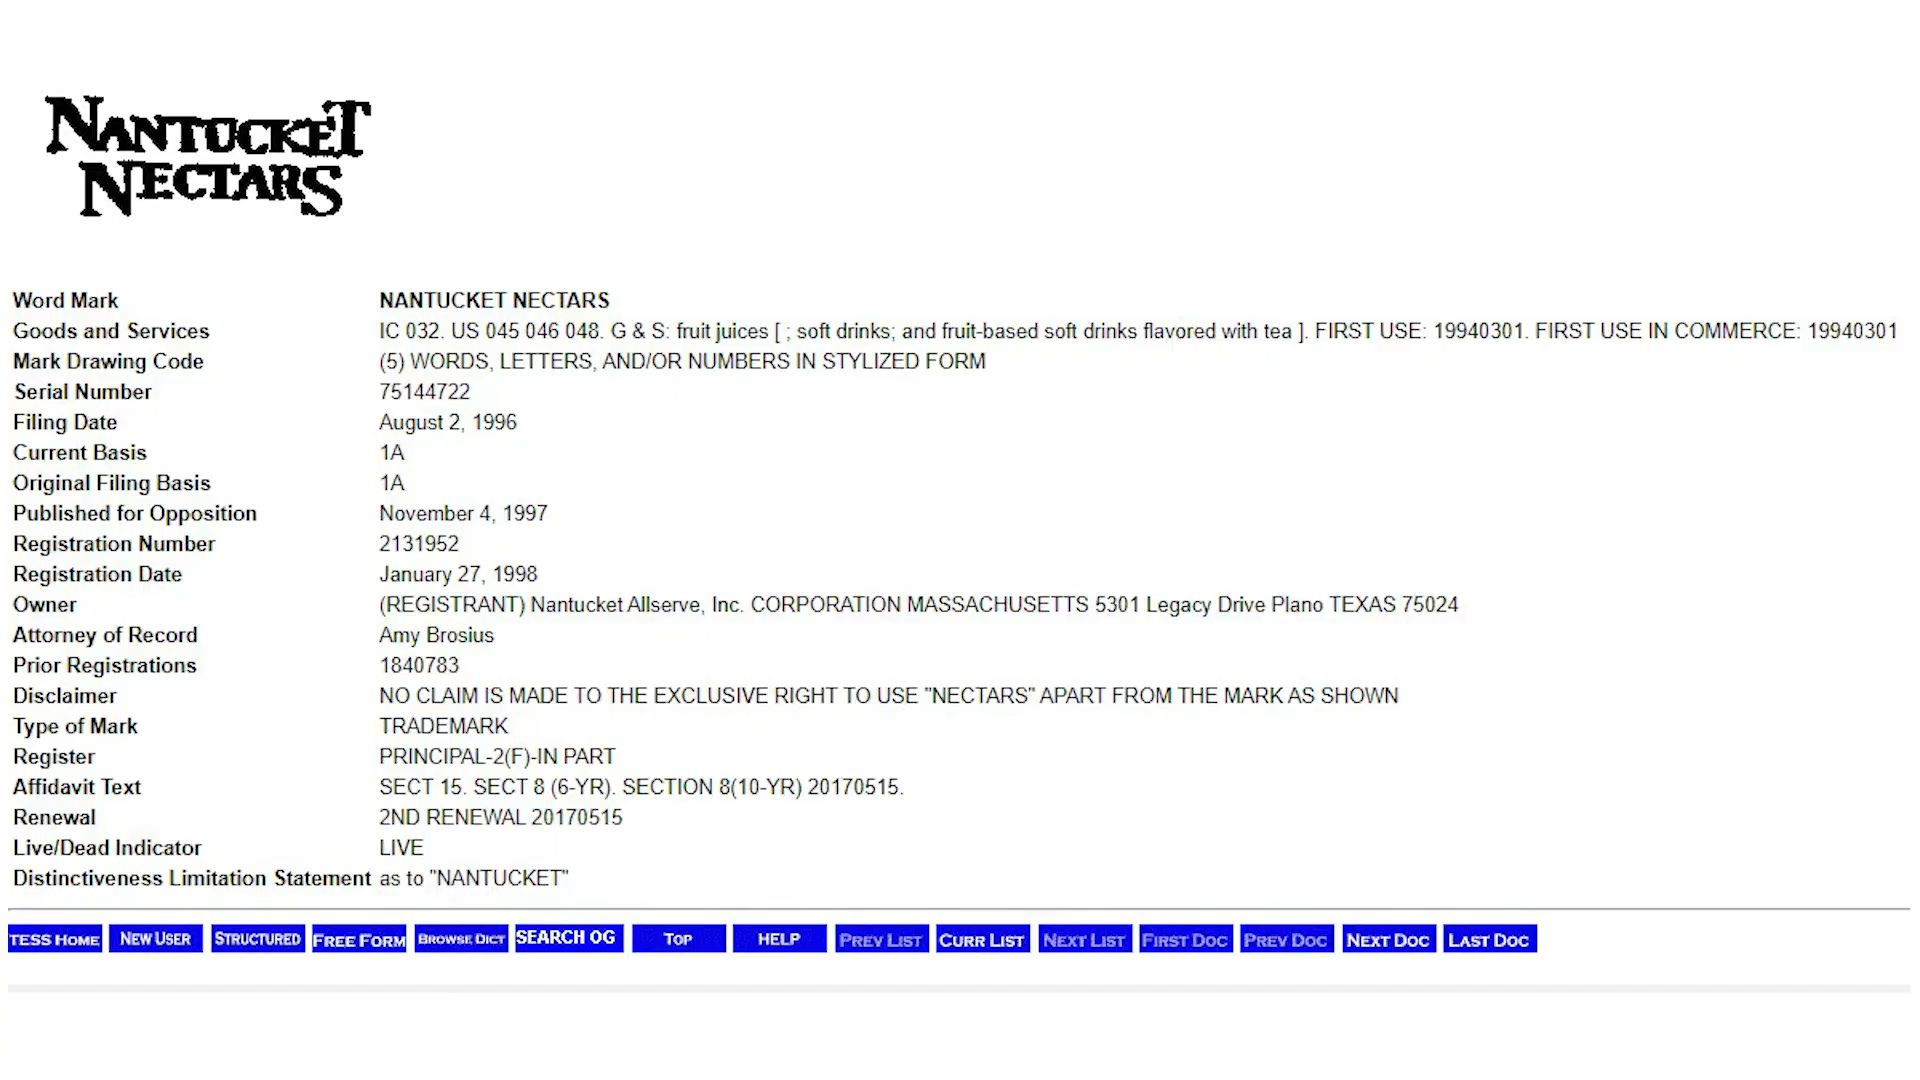 NANTUCKET
NECTARS
Word Mark NANTUCKET NECTARS
Goods and Services IC 032. US 045 046 048. G & S: fruit juices [ ; soft drinks; and fruit-based soft drinks flavored with tea ]. FIRST USE: 19940301. FIRST USE IN COMMERCE: 19940301
Mark Drawing Code (5) WORDS, LETTERS, AND/OR NUMBERS IN STYLIZED FORM
Serial Number 75144722
Filing Date August 2, 1996
Current Basis 1A
Original Filing Basis 1A
Published for Opposition November 4, 1997
Registration Number 2131952
Registration Date January 27, 1998
Owner (REGISTRANT) Nantucket Allserve, Inc. CORPORATION MASSACHUSETTS 5301 Legacy Drive Plano TEXAS 75024
Attorney of Record Amy Brosius
Prior Registrations 1840783
Disclaimer NO CLAIM IS MADE TO THE EXCLUSIVE RIGHT TO USE "NECTARS" APART FROM THE MARK AS SHOWN
Type of Mark TRADEMARK
Register PRINCIPAL-2(F)-IN PART
Affidavit Text SECT 15. SECT 8 (6-YR). SECTION 8(10-YR) 20170515.
Renewal 2ND RENEWAL 20170515
Live/Dead Indicator LIVE
Distinctiveness Limitation Statement as to "NANTUCKET"
TESS HOME NEW USER STRUCTURED FREE FORM BROWSE DICT SEARCH OG TOP HELP PREV LIST CURR LIST NEXT LIST FIRST DOC PREV DOC NEXT DOC LAST DOC